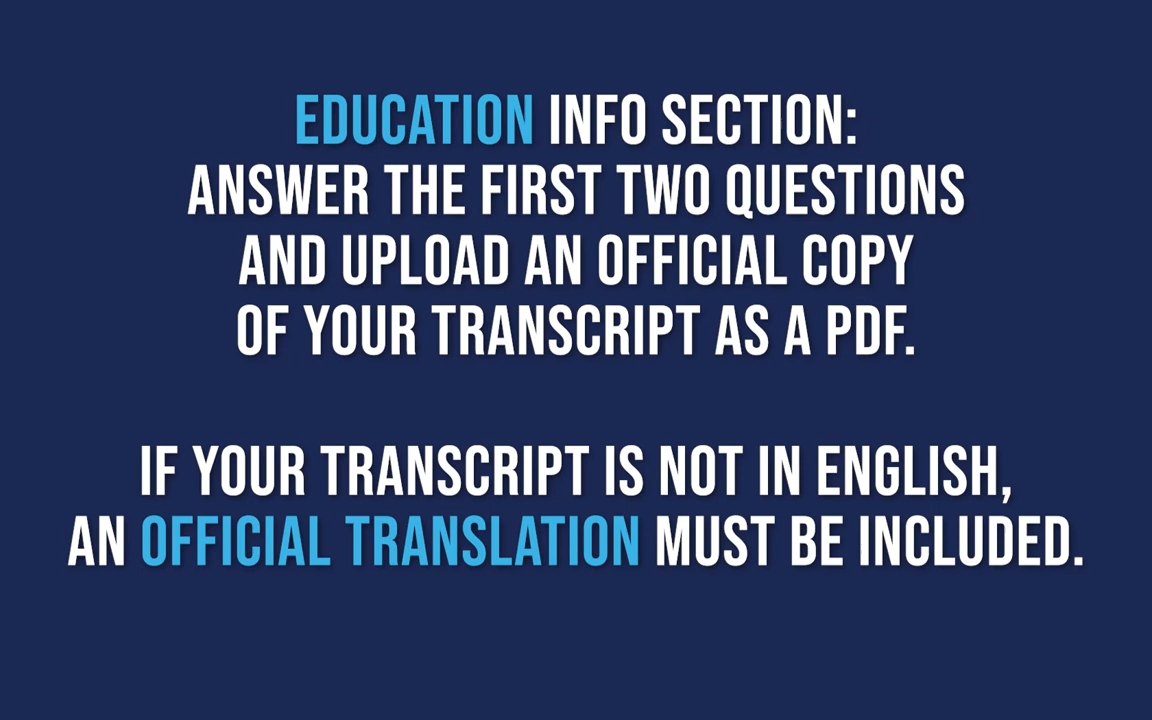 EDUCATION INFO SECTION:
ANSWER THE FIRST TWO QUESTIONS
AND UPLOAD AN OFFICIAL COPY
OF YOUR TRANSCRIPT AS A PDF.
IF YOUR TRANSCRIPT IS NOT IN ENGLISH,
AN OFFICIAL TRANSLATION MUST BE INCLUDED.